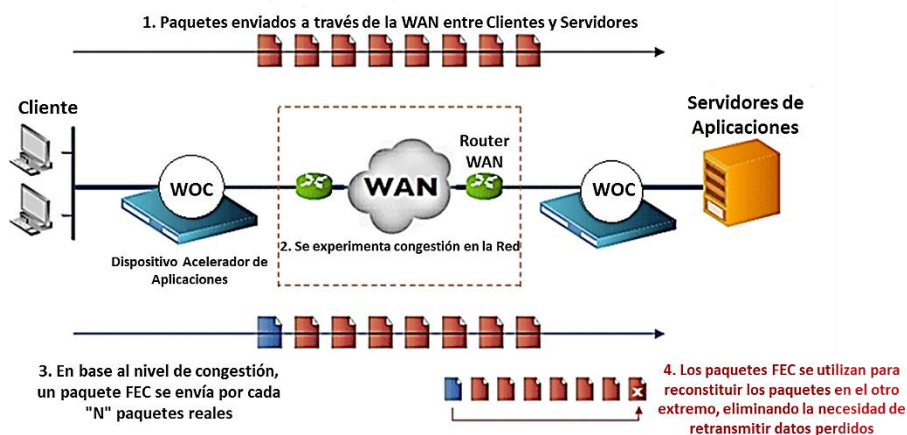 1. Paquetes enviados a través de la WAN entre Clientes y Servidores
Cliente
Servidores de
Aplicaciones
Router
WAN
WOC
WAN
WOC
2. Se experimenta congestión en la Red
Dispositivo Acelerador de
Aplicaciones
3. En base al nivel de congestión,
un paquete FEC se envía por cada
"N" paquetes reales
4. Los paquetes FEC se utilizan para
reconstituir los paquetes en el otro
extremo, eliminando la necesidad de
retransmitir datos perdidos